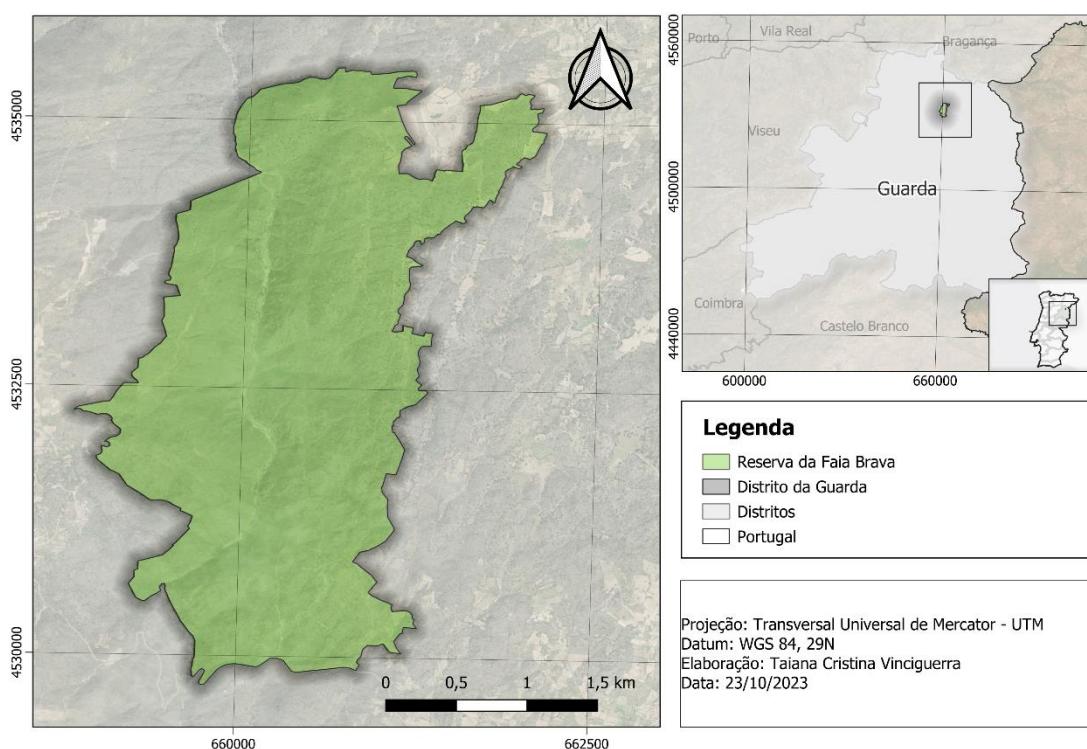 4535000
4532500
4530000
660000
662500
0 0,5 1 1,5 km
Porto
Vila Real
Bragança
Viseu
Guarda
Coimbra
Castelo Branco
4560000
4500000
4440000
600000
660000
Legenda
Reserva da Faia Brava
Distrito da Guarda
Distritos
Portugal
Projeção: Transversal Universal de Mercator - UTM
Datum: WGS 84, 29N
Elaboração: Taiana Cristina Vinciguerra
Data: 23/10/2023